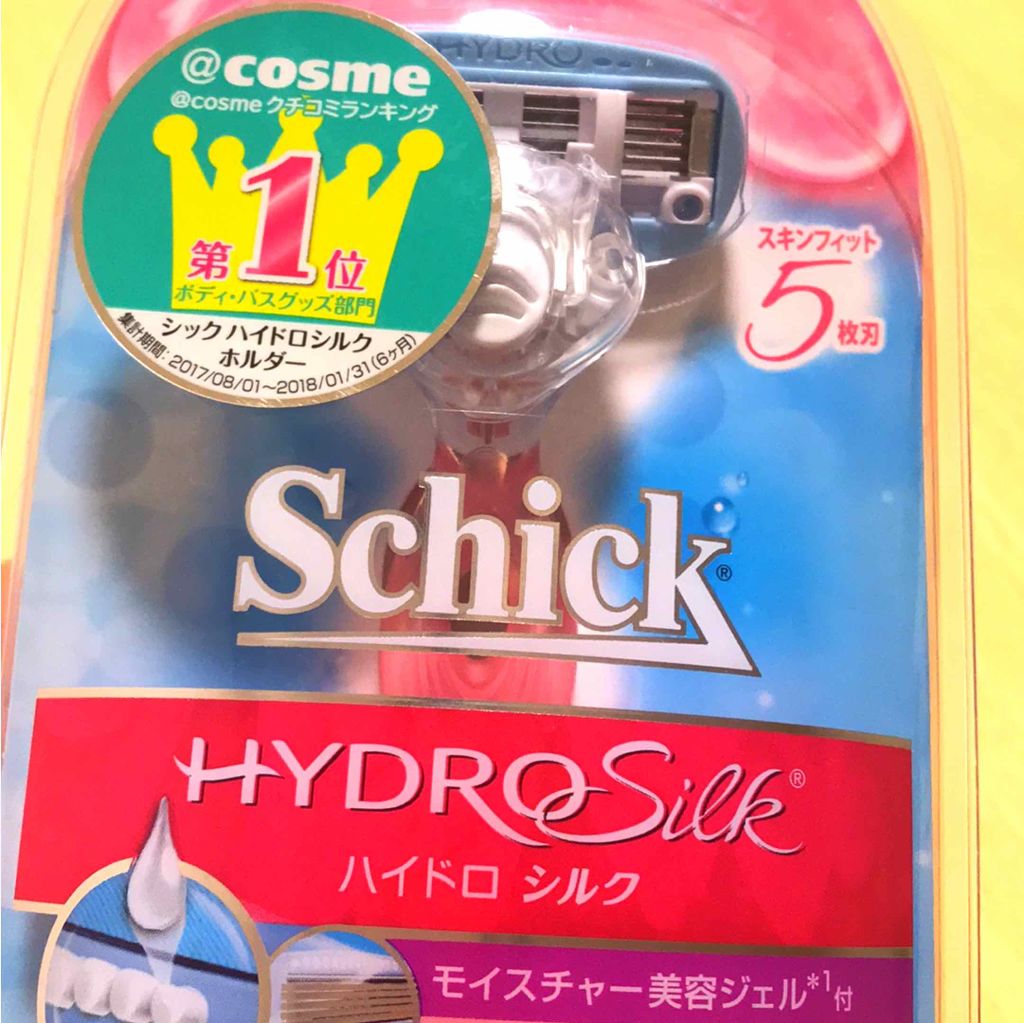 @cosme
@cosme クチコミランキング
第1位
ボディ・バスグッズ部門
シック ハイドロシルク
ホルダー
集計期間: 2017/08/01~2018/01/31(6ヶ月)
HYDRO
スキンフィット
5枚刃
Schick®
HYDRO Silk®
ハイドロ シルク
モイスチャー美容ジェル*1付